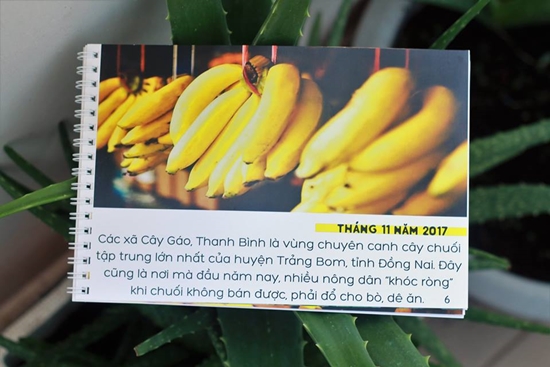 THÁNG 11 NĂM 2017
Các xã Cây Gáo, Thanh Bình là vùng chuyên canh cây chuối
tập trung lớn nhất của huyện Trảng Bom, tỉnh Đồng Nai. Đây
cũng là nơi mà đầu năm nay, nhiều nông dân "khóc ròng"
khi chuối không bán được, phải đổ cho bò, dê ăn.
6